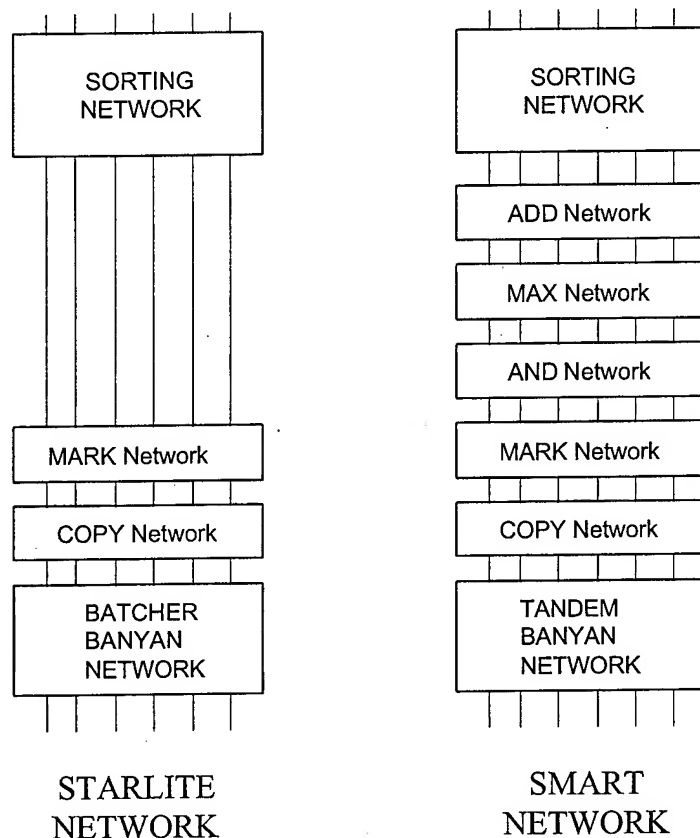 SORTING
NETWORK
MARK Network
COPY Network
BATCHER
BANYAN
NETWORK
STARLITE
NETWORK
SORTING
NETWORK
ADD Network
MAX Network
AND Network
MARK Network
COPY Network
TANDEM
BANYAN
NETWORK
SMART
NETWORK